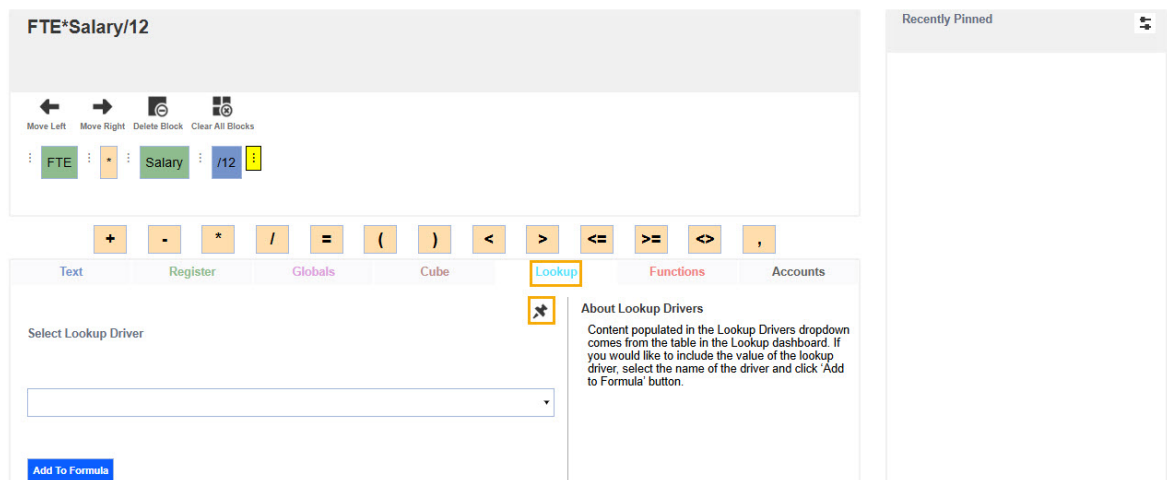 FTE*Salary/12
Recently Pinned
Move Left Move Right Delete Block Clear All Blocks
FTE * Salary /12
+ - * / = ( ) < > <= >= <> ,
Text Register Globals Cube Lookup Functions Accounts
Select Lookup Driver
About Lookup Drivers
Content populated in the Lookup Drivers dropdown
comes from the table in the Lookup dashboard. If
you would like to include the value of the lookup
driver, select the name of the driver and click ‘Add
to Formula’ button.
Add To Formula